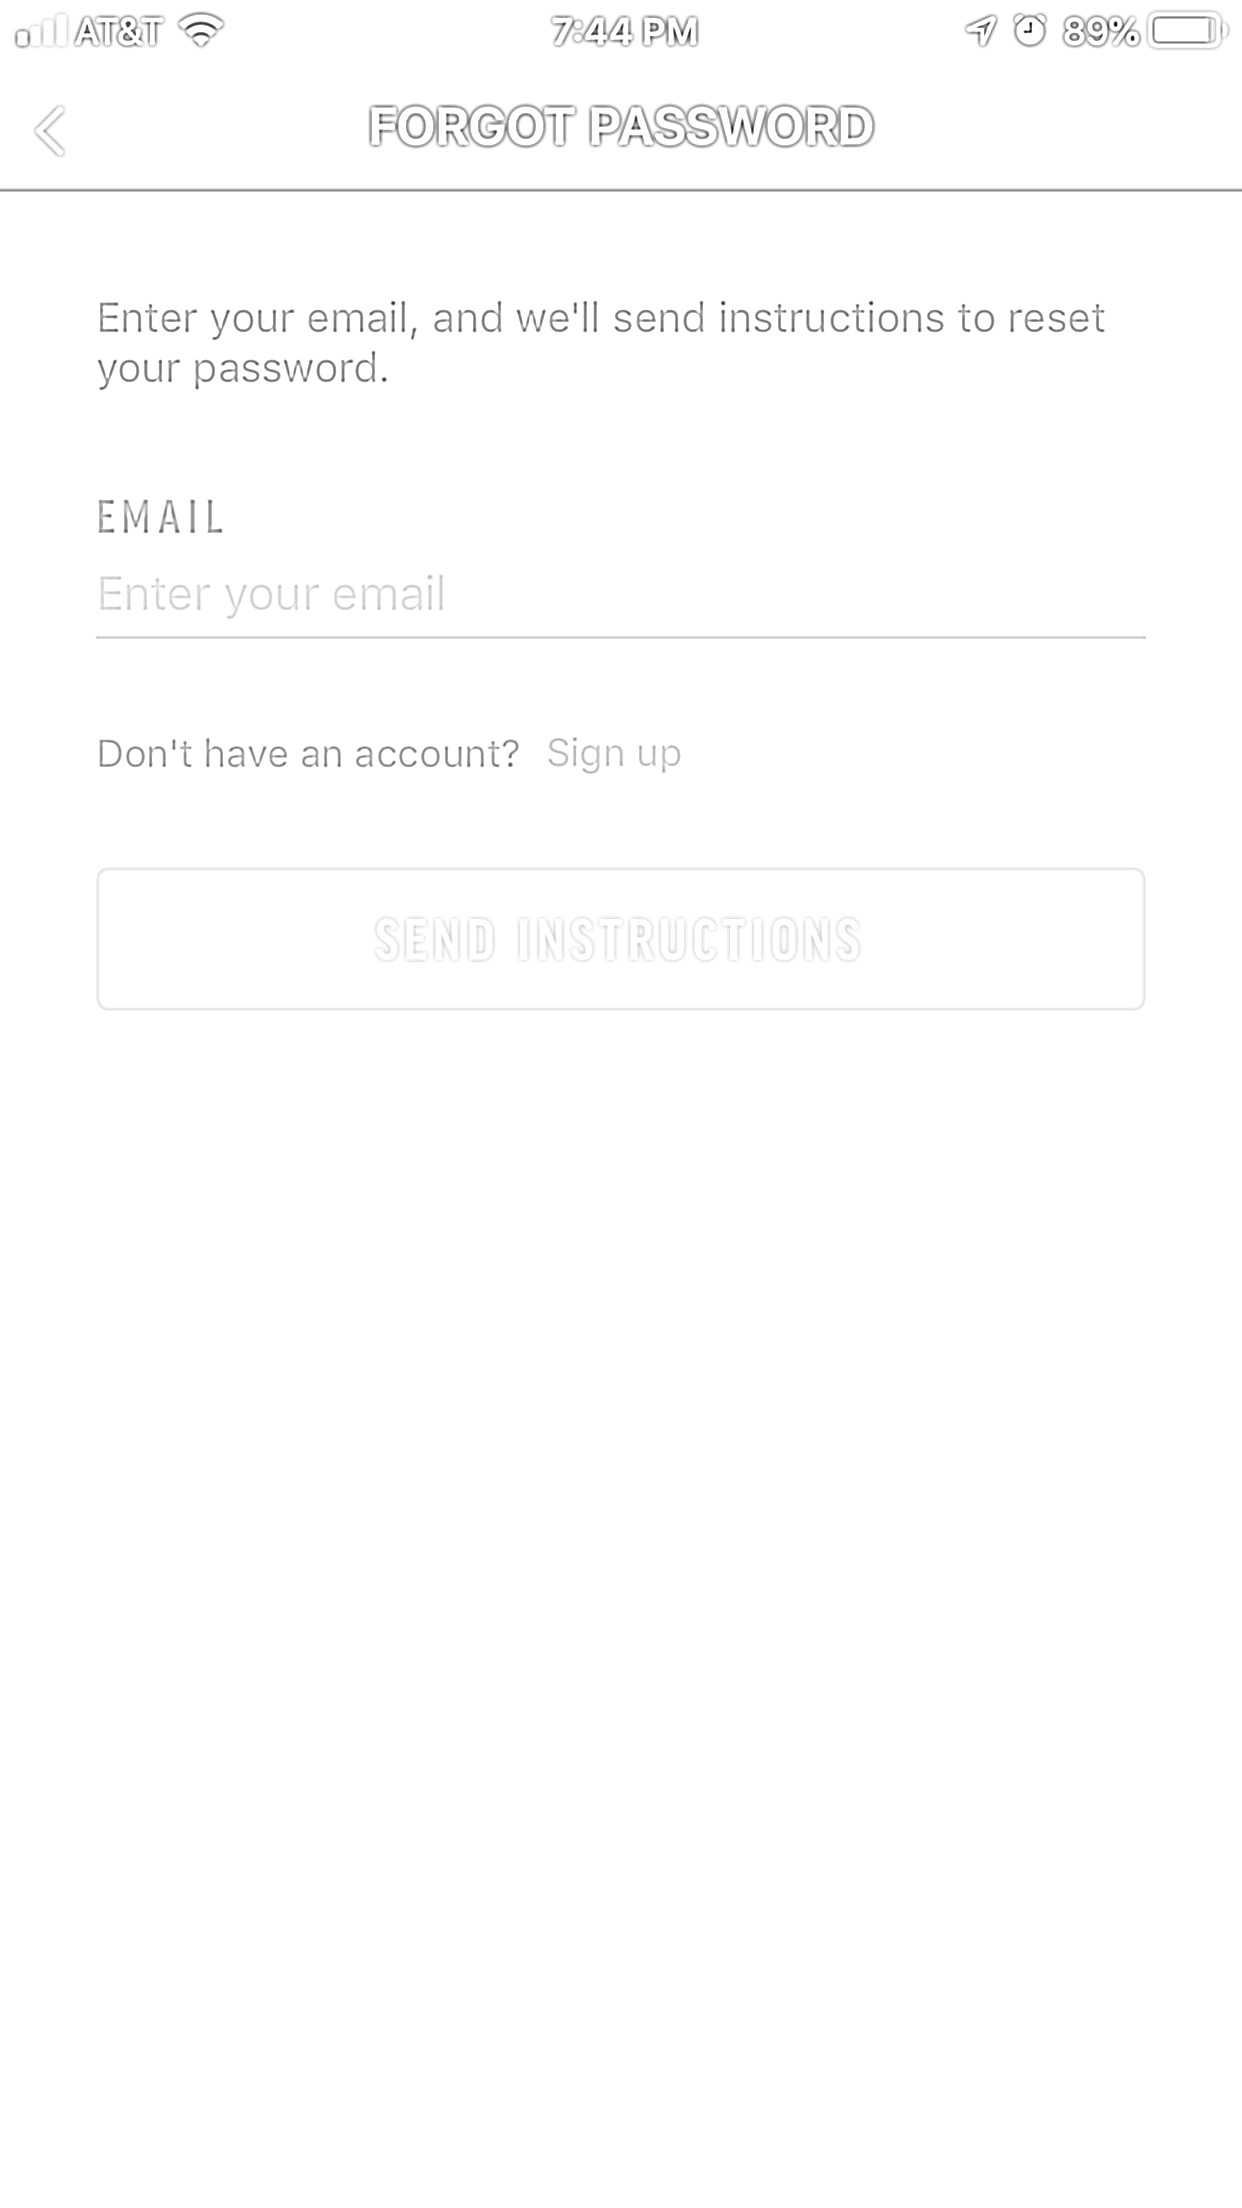 AT&T 7:44 PM 89%
FORGOT PASSWORD
Enter your email, and we'll send instructions to reset
your password.
EMAIL
Enter your email
Don't have an account? Sign up
SEND INSTRUCTIONS